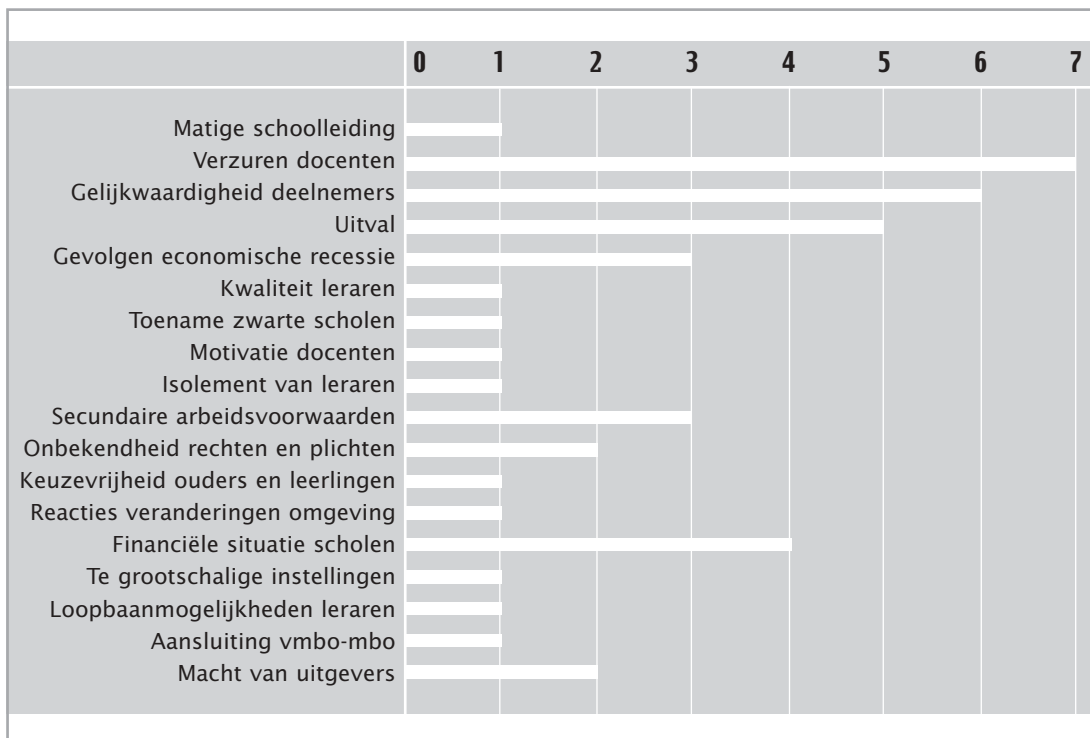 0 1 2 3 4 5 6 7
Matige schoolleiding
Verzuren docenten
Gelijkwaardigheid deelnemers
Uitval
Gevolgen economische recessie
Kwaliteit leraren
Toename zwarte scholen
Motivatie docenten
Isolement van leraren
Secundaire arbeidsvoorwaarden
Onbekendheid rechten en plichten
Keuzevrijheid ouders en leerlingen
Reacties veranderingen omgeving
Financiële situatie scholen
Te grootschalige instellingen
Loopbaanmogelijkheden leraren
Aansluiting vmbo-mbo
Macht van uitgevers